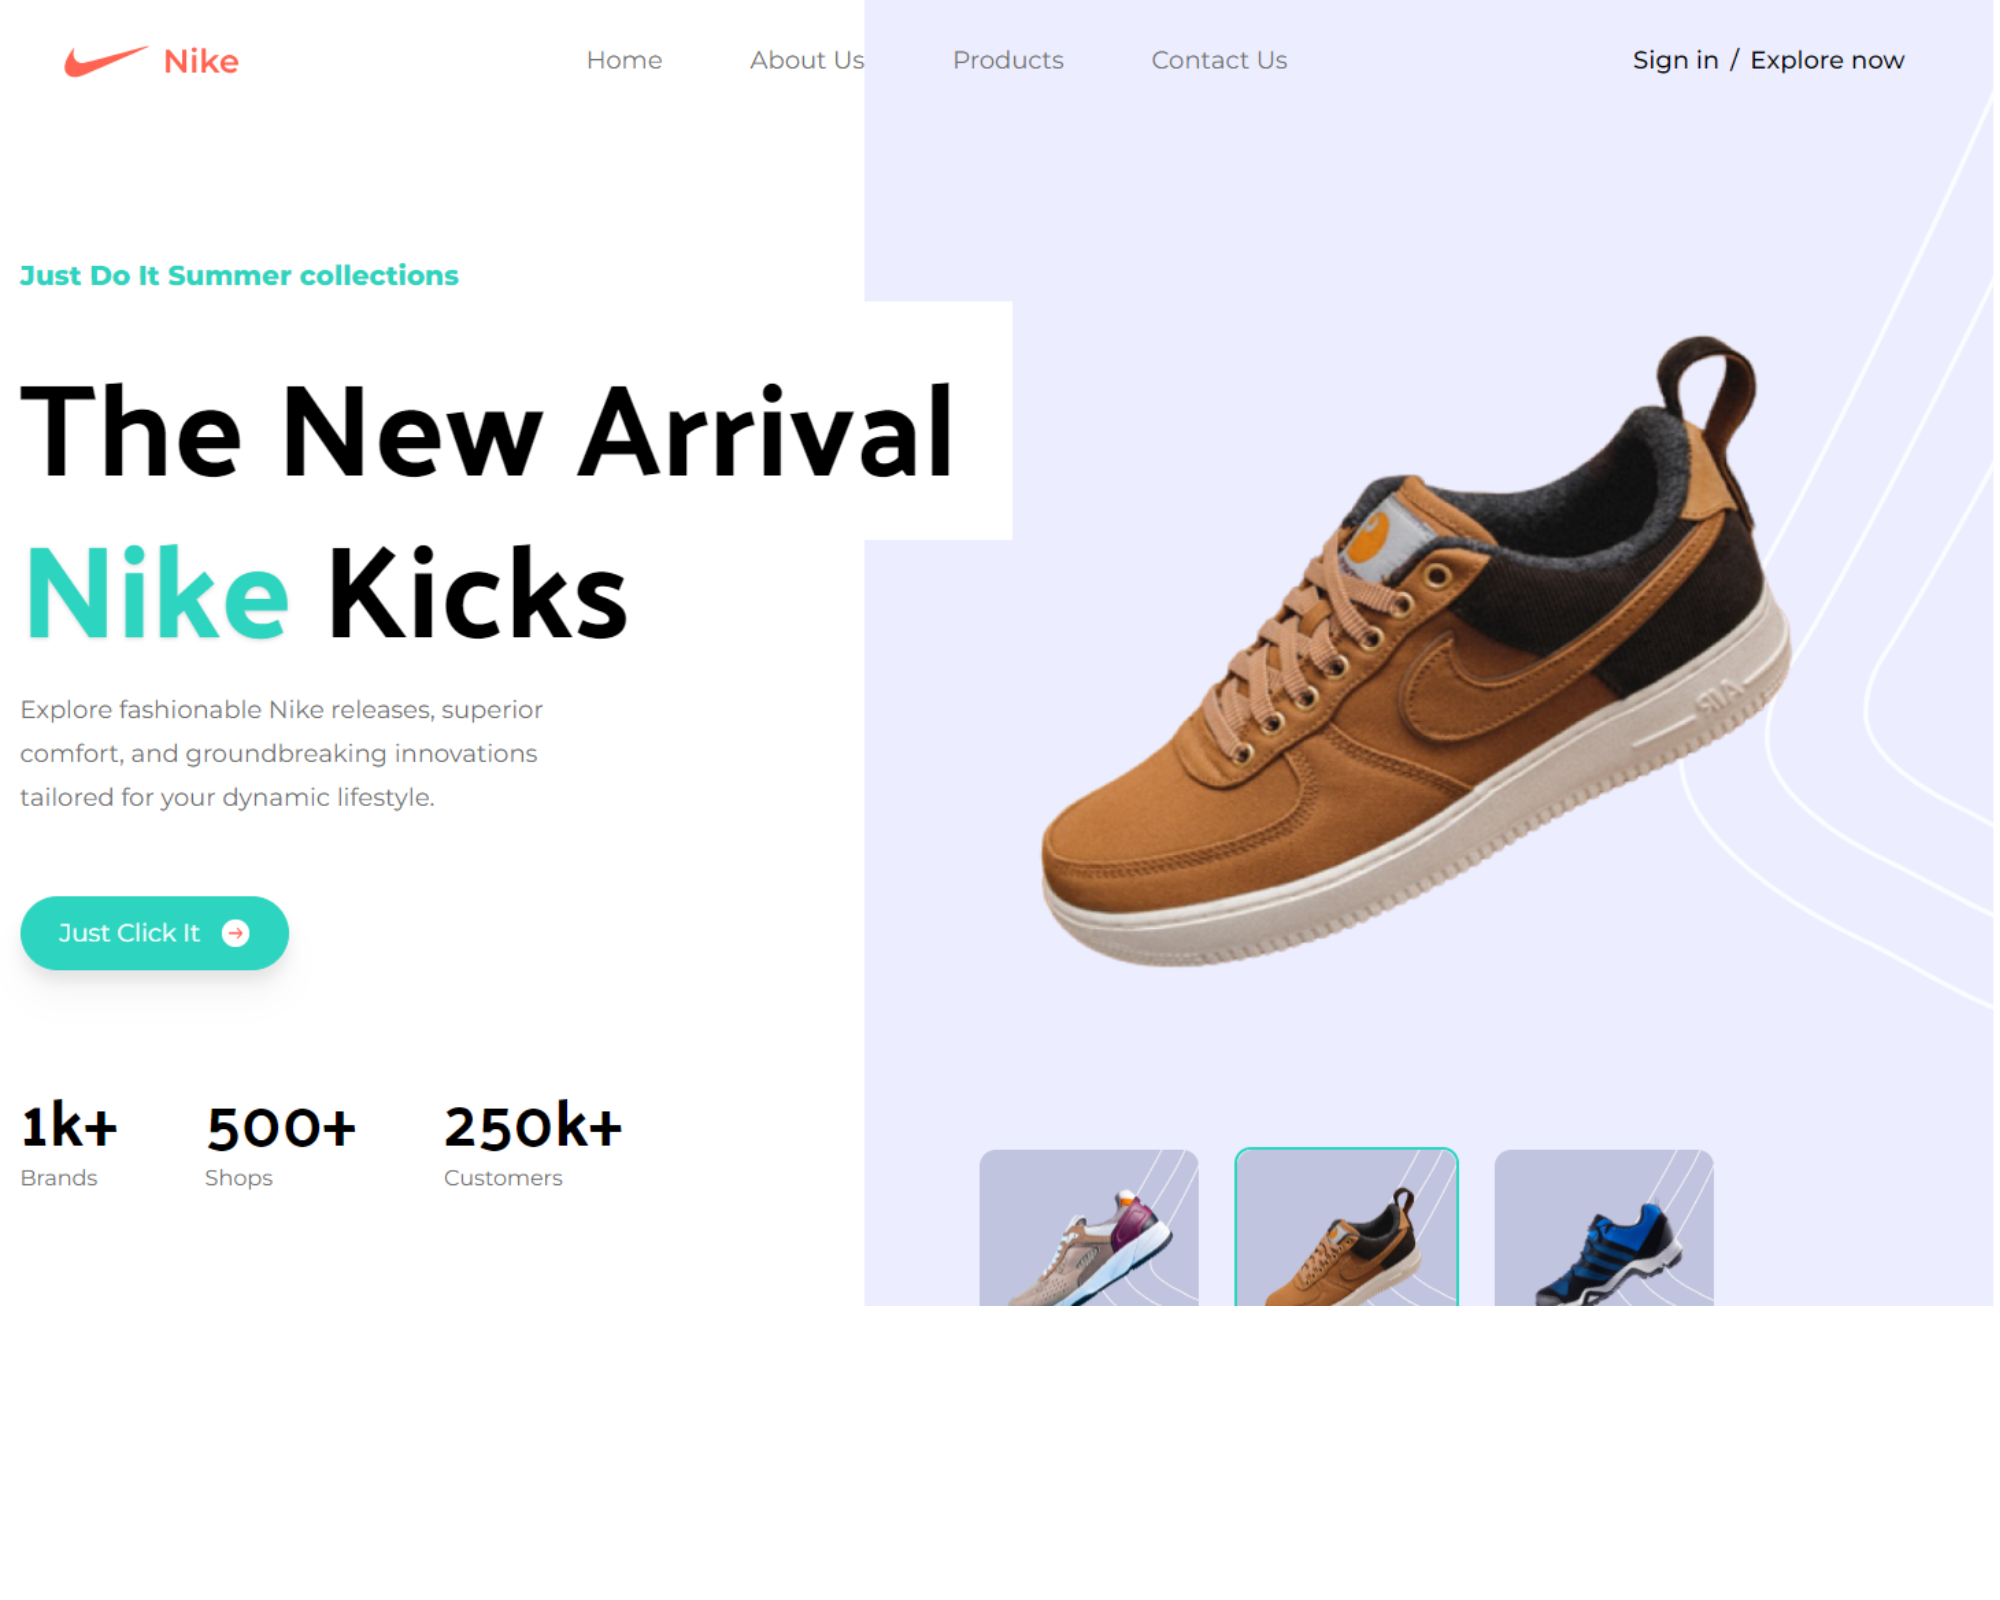 Nike
Home
About Us
Products
Contact Us
Sign in / Explore now
Just Do It Summer collections
The New Arrival
Nike Kicks
Explore fashionable Nike releases, superior
comfort, and groundbreaking innovations
tailored for your dynamic lifestyle.
Just Click It
1k+
Brands
500+
Shops
250k+
Customers
AIR